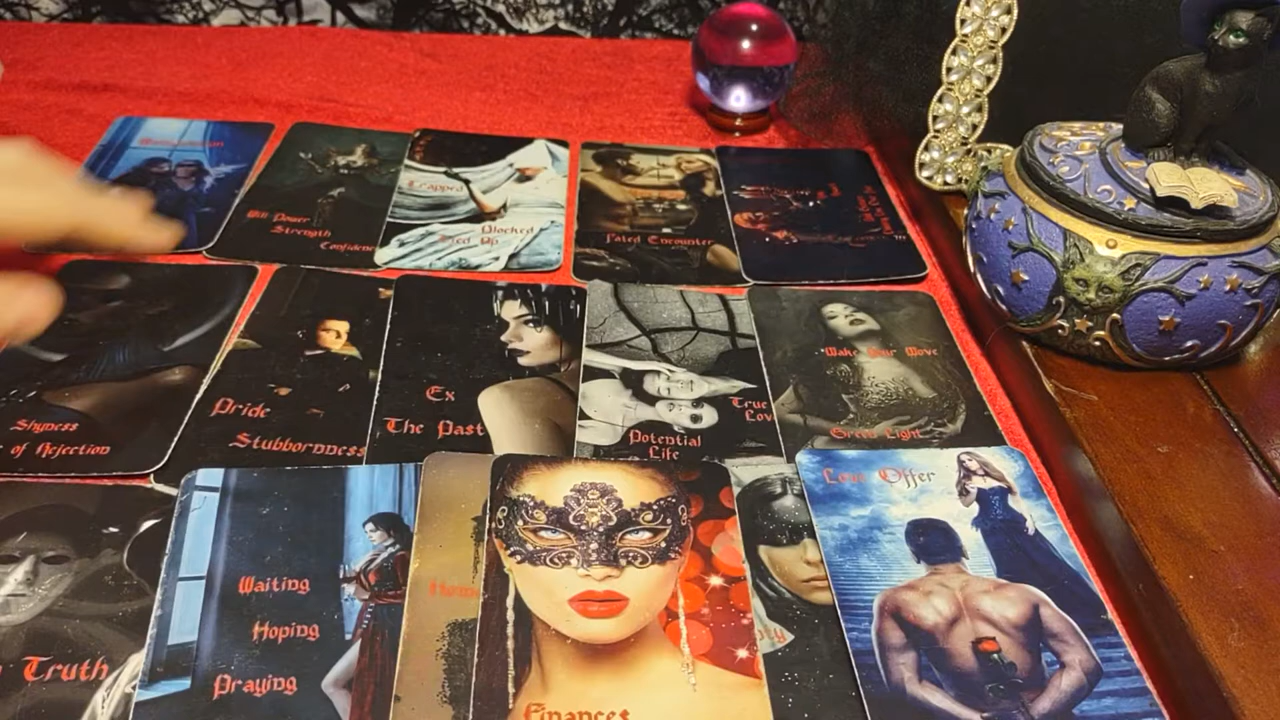 Will Power
Strength
Confidence
Trapped
Blocked
Tied Up
Fated Encounter
Shyness
of Rejection
Pride
Stubbornness
Ex
The Past
True
Love
Potential
Life
Make Your Move
Green Light
Truth
Waiting
Hoping
Praying
Finances
Love Offer